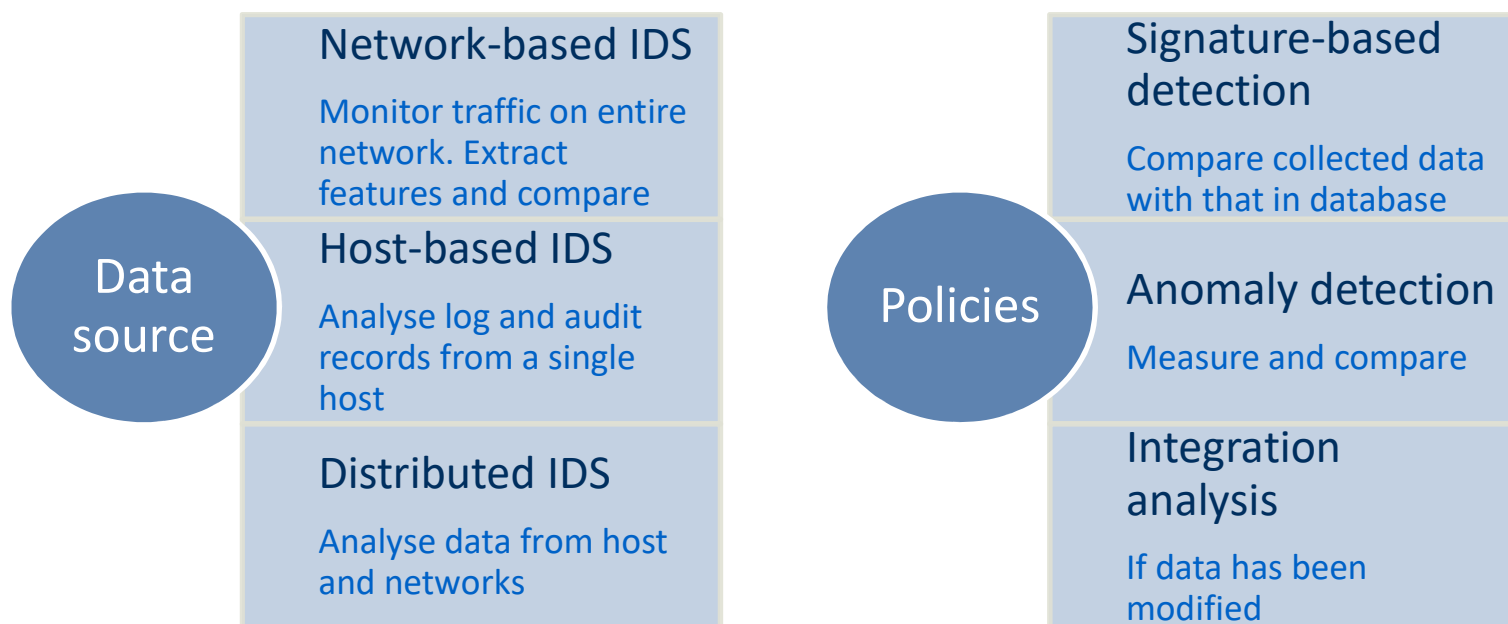 Data
source
Network-based IDS
Monitor traffic on entire
network. Extract
features and compare
Host-based IDS
Analyse log and audit
records from a single
host
Distributed IDS
Analyse data from host
and networks
Policies
Signature-based
detection
Compare collected data
with that in database
Anomaly detection
Measure and compare
Integration
analysis
If data has been
modified